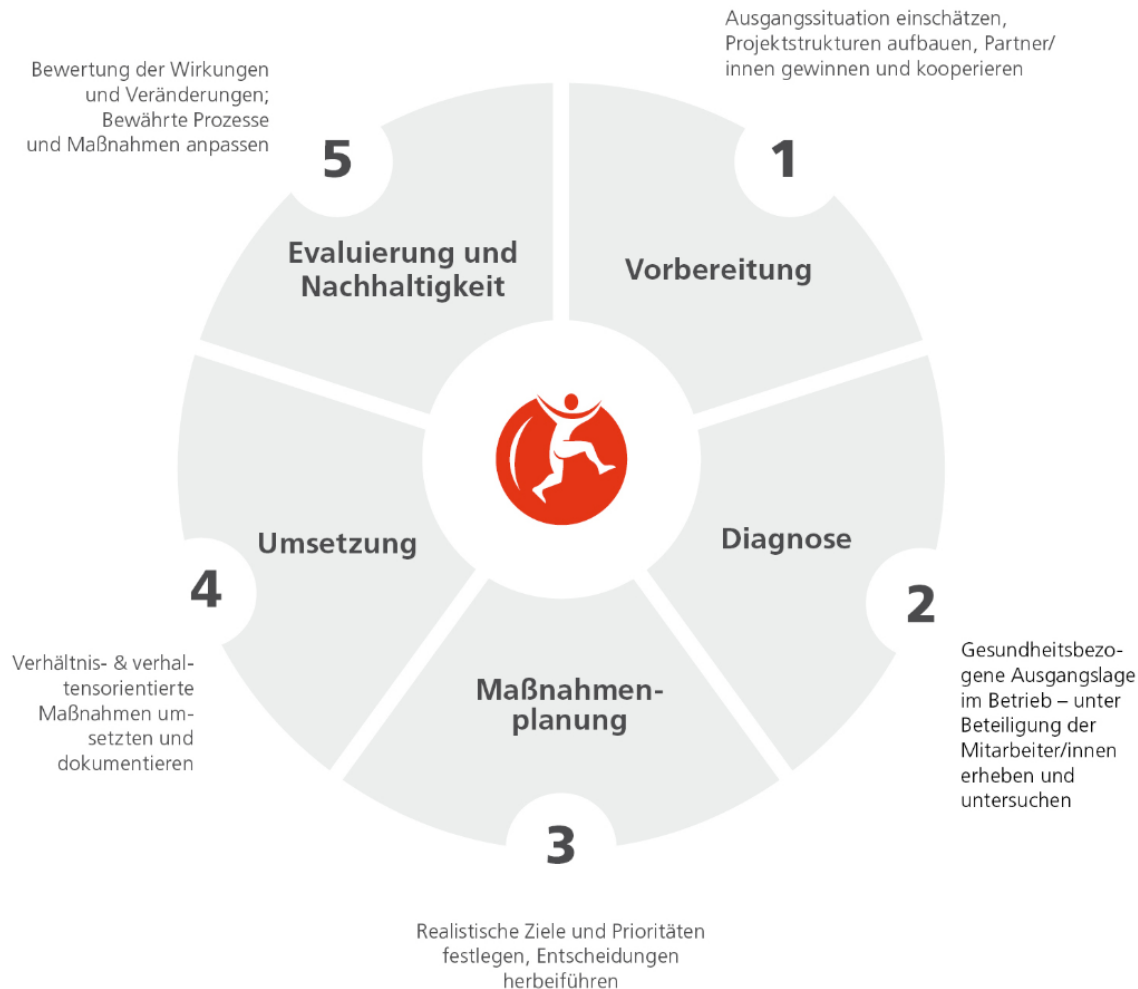 Ausgangssituation einschätzen,
Projektstrukturen aufbauen, Partner/
innen gewinnen und kooperieren
1
Vorbereitung
Diagnose
2
Gesundheitsbezo-
gene Ausgangslage
im Betrieb – unter
Beteiligung der
Mitarbeiter/innen
erheben und
untersuchen
Maßnahmen-
planung
3
Realistische Ziele und Prioritäten
festlegen, Entscheidungen
herbeiführen
Umsetzung
4
Verhältnis- & verhal-
tensorientierte
Maßnahmen um-
setzten und
dokumentieren
Bewertung der Wirkungen
und Veränderungen;
Bewährte Prozesse
und Maßnahmen anpassen
5
Evaluierung und
Nachhaltigkeit